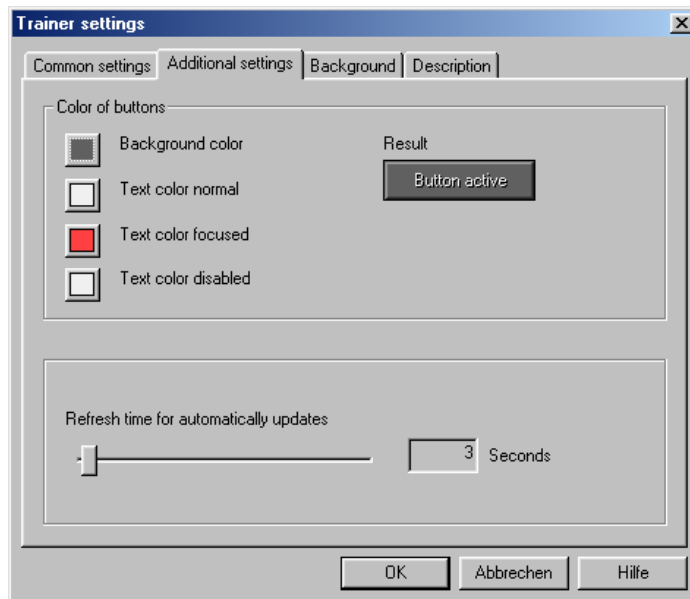 Trainer settings
Common settings Additional settings Background Description
Color of buttons
Background color Result
Button active
Text color normal
Text color focused
Text color disabled
Refresh time for automatically updates
3 Seconds
OK Abbrechen Hilfe